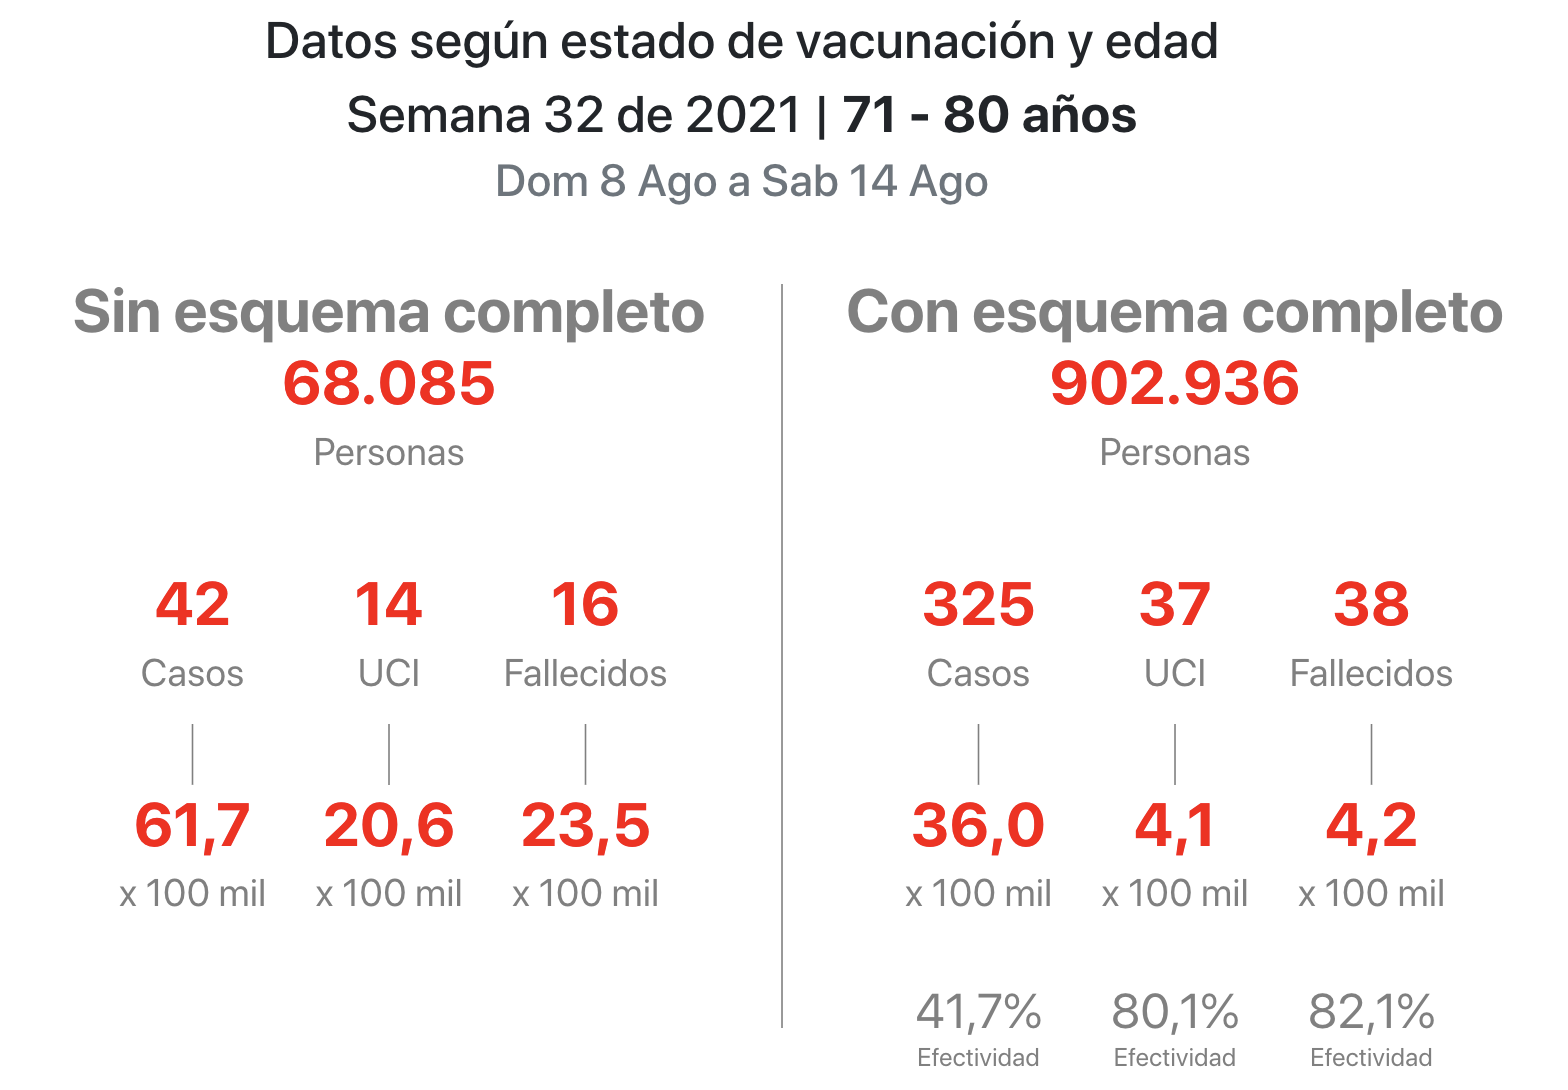 Datos según estado de vacunación y edad
Semana 32 de 2021 | 71 - 80 años
Dom 8 Ago a Sab 14 Ago
Sin esquema completo
68.085
Personas
42 14 16
Casos UCI Fallecidos
61,7 20,6 23,5
x 100 mil x 100 mil x 100 mil
Con esquema completo
902.936
Personas
325 37 38
Casos UCI Fallecidos
36,0 4,1 4,2
x 100 mil x 100 mil x 100 mil
41,7% 80,1% 82,1%
Efectividad Efectividad Efectividad